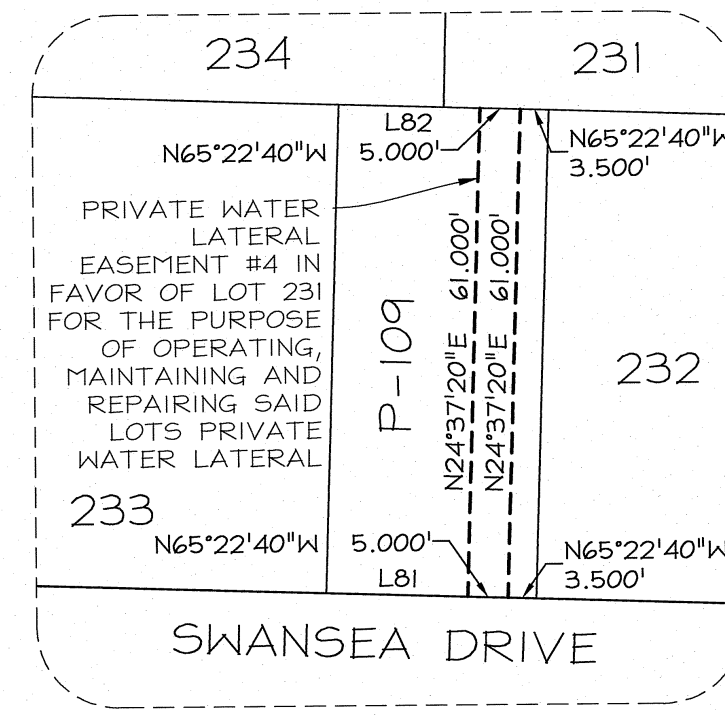 234
231
L82
5.000'
N65°22'40"W
N65°22'40"W
3.500'
PRIVATE WATER
LATERAL
EASEMENT #4 IN
FAVOR OF LOT 231
FOR THE PURPOSE
OF OPERATING,
MAINTAINING AND
REPAIRING SAID
LOTS PRIVATE
WATER LATERAL
P-109
N24°37'20"E 61.000'
N24°37'20"E 61.000'
232
233
N65°22'40"W
5.000'
L81
N65°22'40"W
3.500'
SWANSEA DRIVE